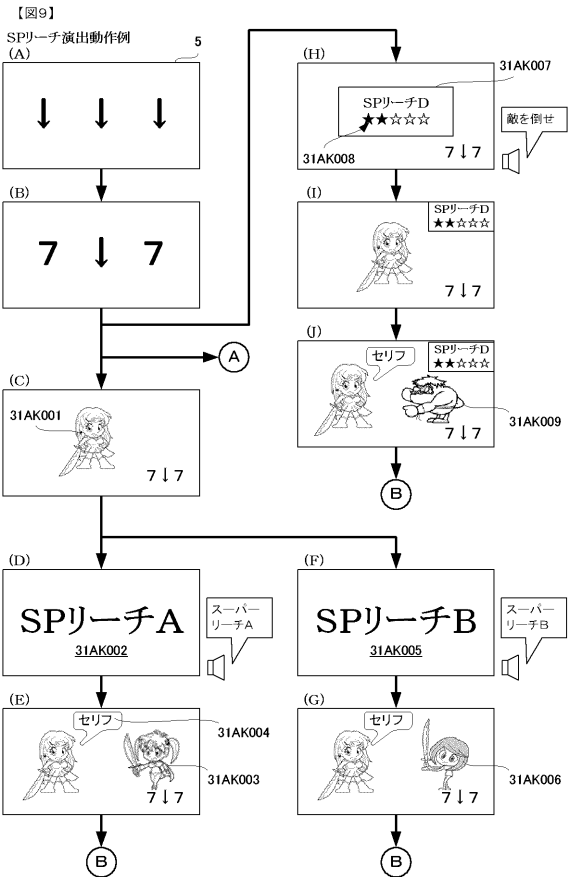 【図9】
SPリーチ演出動作例
5
(A)
↓ ↓ ↓
(B)
7 ↓ 7
A
(C)
31AK001
7↓7
(D)
SPリーチA
31AK002
スーパー
リーチA
(E)
セリフ
31AK004
31AK003
7↓7
B
(F)
SPリーチB
31AK005
スーパー
リーチB
(G)
セリフ
31AK006
7↓7
B
(H)
31AK007
SPリーチD
★★☆☆☆
31AK008
7↓7
敵を倒せ
(I)
SPリーチD
★★☆☆☆
7↓7
(J)
セリフ
SPリーチD
★★☆☆☆
31AK009
7↓7
B